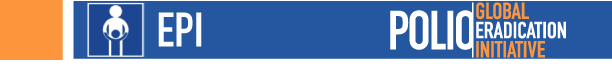 EPI
POLIO GLOBAL
ERADICATION
INITIATIVE